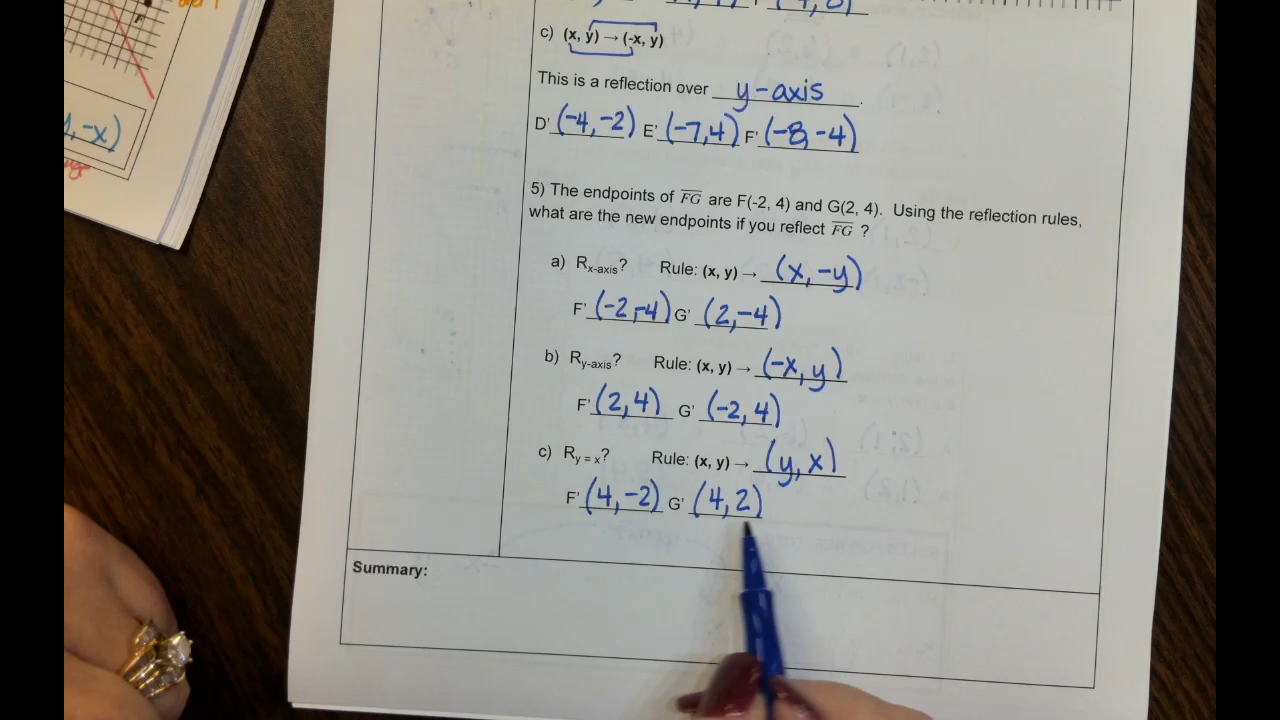 , -x)
c) (x, y) → (-x, y)
This is a reflection over y-axis.
D' (-4,-2) E' (-7,4) F' (-8,-4)
5) The endpoints of FG are F(-2, 4) and G(2, 4). Using the reflection rules,
what are the new endpoints if you reflect FG ?
a) Rx-axis? Rule: (x, y) → (x, -y)
F' (-2,-4) G' (2,-4)
b) Ry-axis? Rule: (x, y) → (-x, y)
F' (2,4) G' (-2,4)
c) Ry = x? Rule: (x, y) → (y, x)
F' (4,-2) G' (4,2)
Summary: